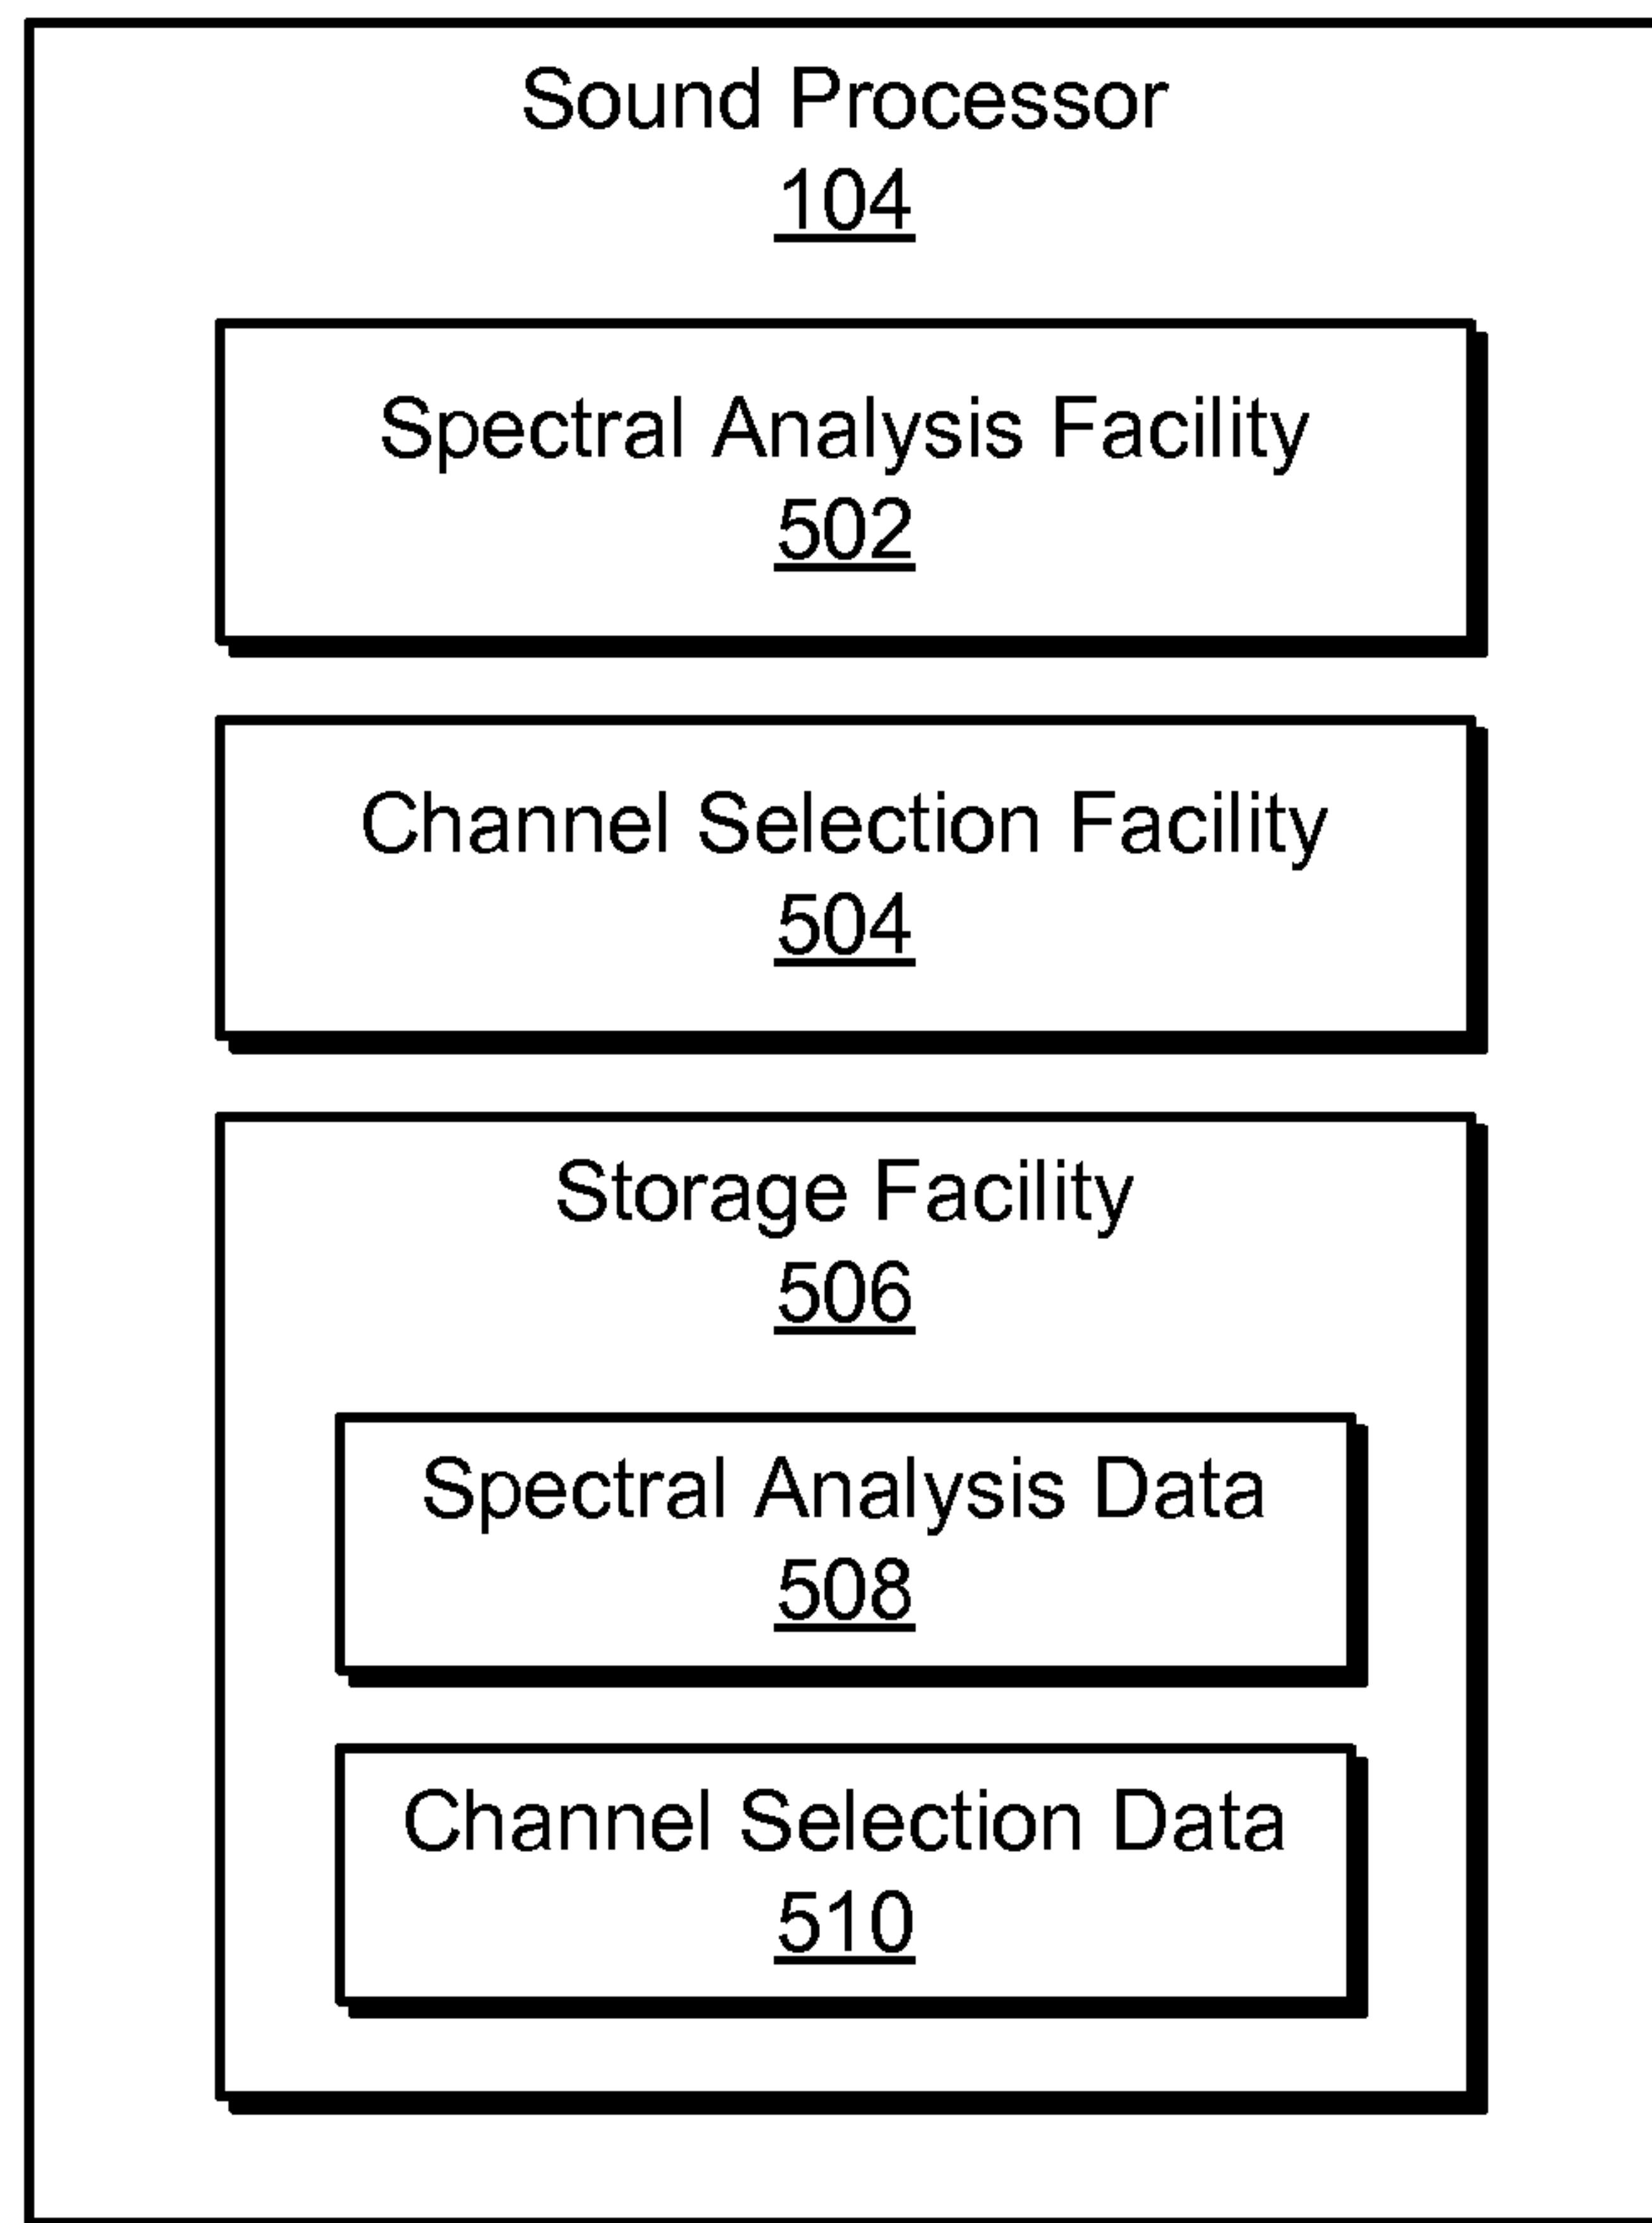 Sound Processor
104
Spectral Analysis Facility
502
Channel Selection Facility
504
Storage Facility
506
Spectral Analysis Data
508
Channel Selection Data
510